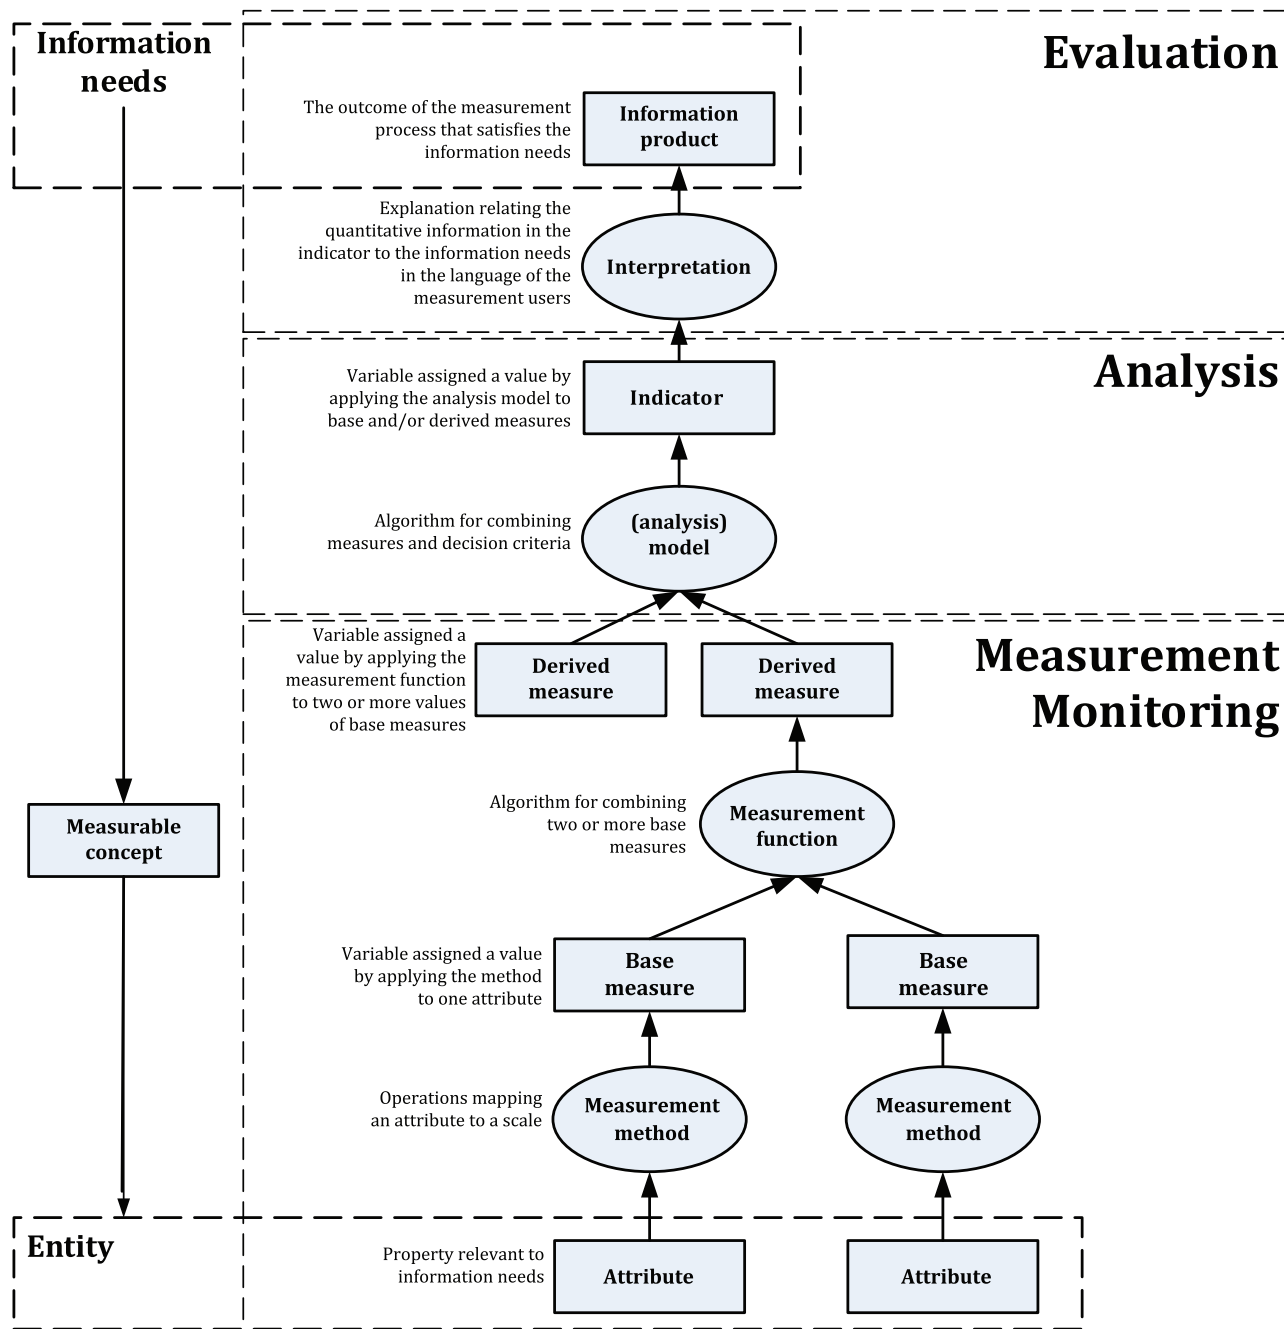 Information
needs
Evaluation
The outcome of the measurement
process that satisfies the
information needs
Information
product
Explanation relating the
quantitative information in the
indicator to the information needs
in the language of the
measurement users
Interpretation
Analysis
Variable assigned a value by
applying the analysis model to
base and/or derived measures
Indicator
Algorithm for combining
measures and decision criteria
(analysis)
model
Measurement
Monitoring
Variable assigned a
value by applying the
measurement function
to two or more values
of base measures
Derived
measure
Derived
measure
Algorithm for combining
two or more base
measures
Measurement
function
Measurable
concept
Variable assigned a value
by applying the method
to one attribute
Base
measure
Base
measure
Operations mapping
an attribute to a scale
Measurement
method
Measurement
method
Entity
Property relevant to
information needs
Attribute
Attribute